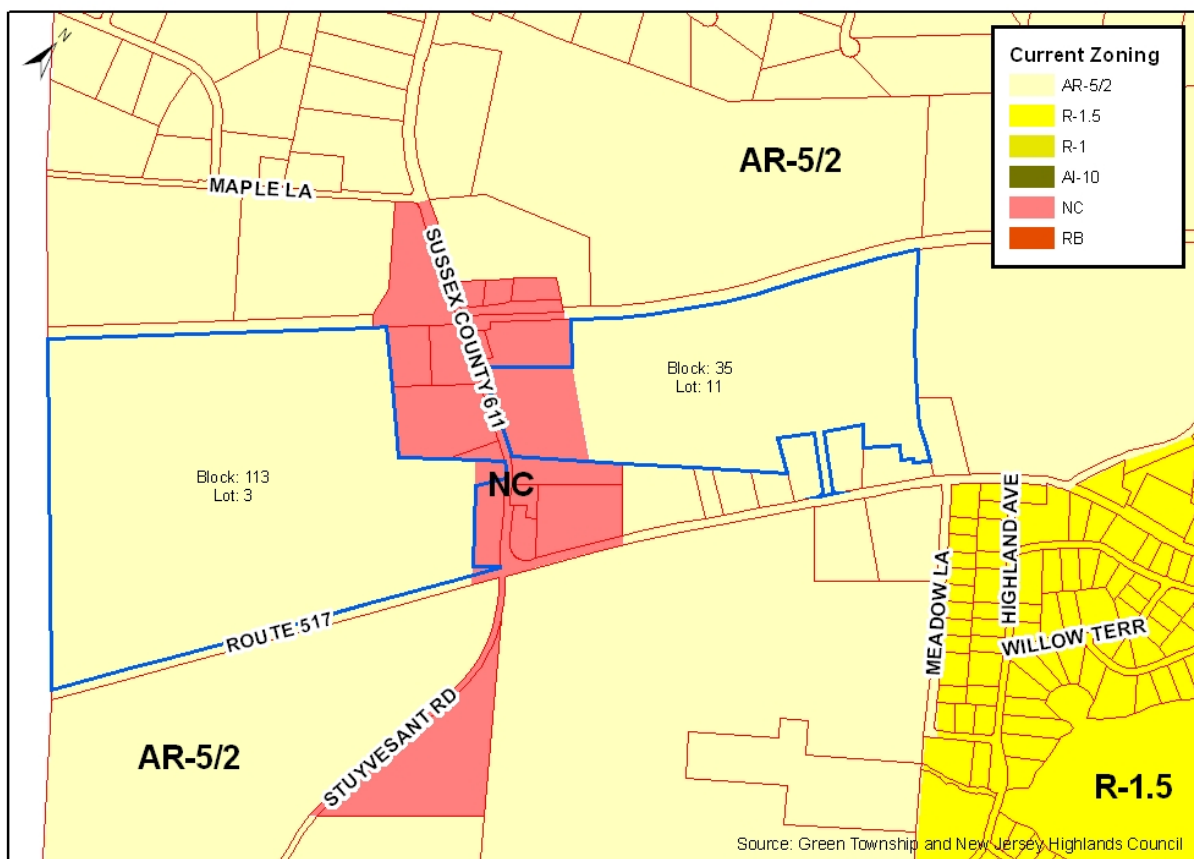 N
Current Zoning
AR-5/2
R-1.5
R-1
AI-10
NC
RB
AR-5/2
MAPLE LA
SUSSEX COUNTY 611
Block: 35
Lot: 11
Block: 113
Lot: 3
NC
ROUTE 517
MEADOW LA
HIGHLAND AVE
WILLOW TERR
STUYVESANT RD
AR-5/2
R-1.5
Source: Green Township and New Jersey Highlands Council